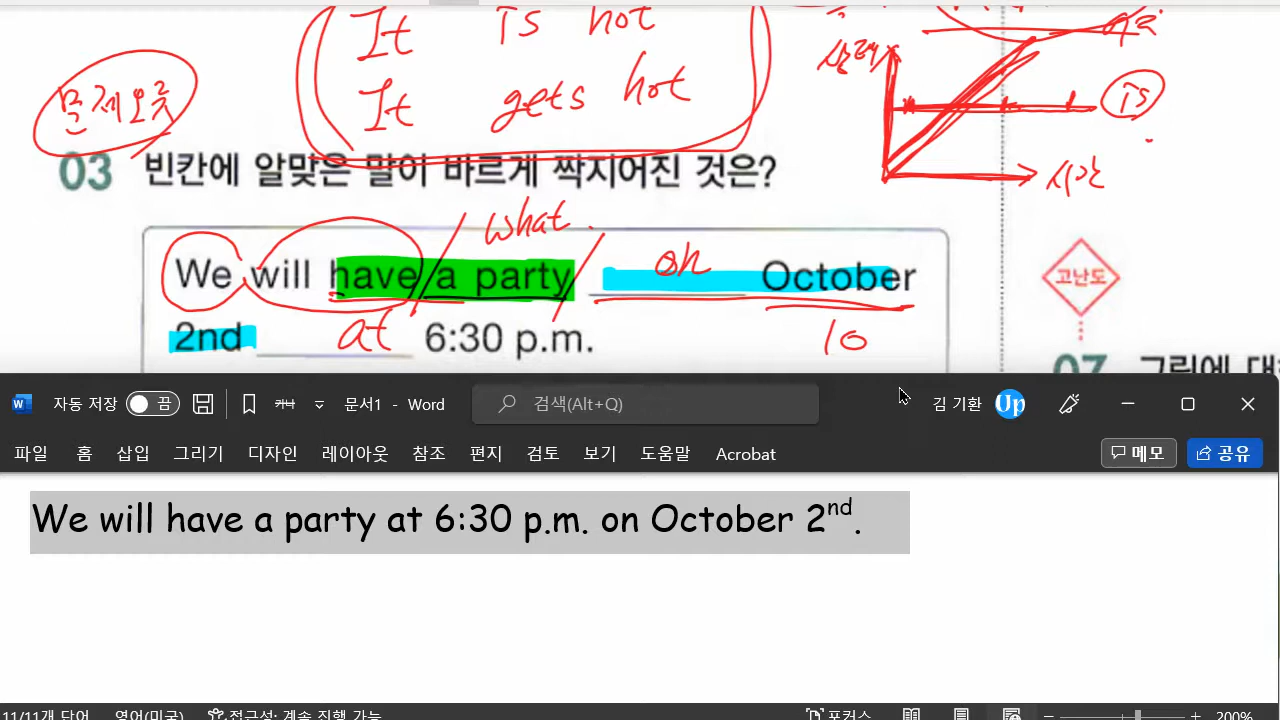 It is hot
It gets hot
문제오류
상태
is
시간
03 빈칸에 알맞은 말이 바르게 짝지어진 것은?
what
We will have a party on October
2nd at 6:30 p.m.
10
고난도
07 그림에 대한
자동 저장 끔 가나 문서1 - Word 검색(Alt+Q) 김 기환 Up
파일 홈 삽입 그리기 디자인 레이아웃 참조 편지 검토 보기 도움말 Acrobat 메모 공유
We will have a party at 6:30 p.m. on October 2nd.
11/11개 단어 영어(미국) 접근성: 계속 진행 가능 포커스 200%